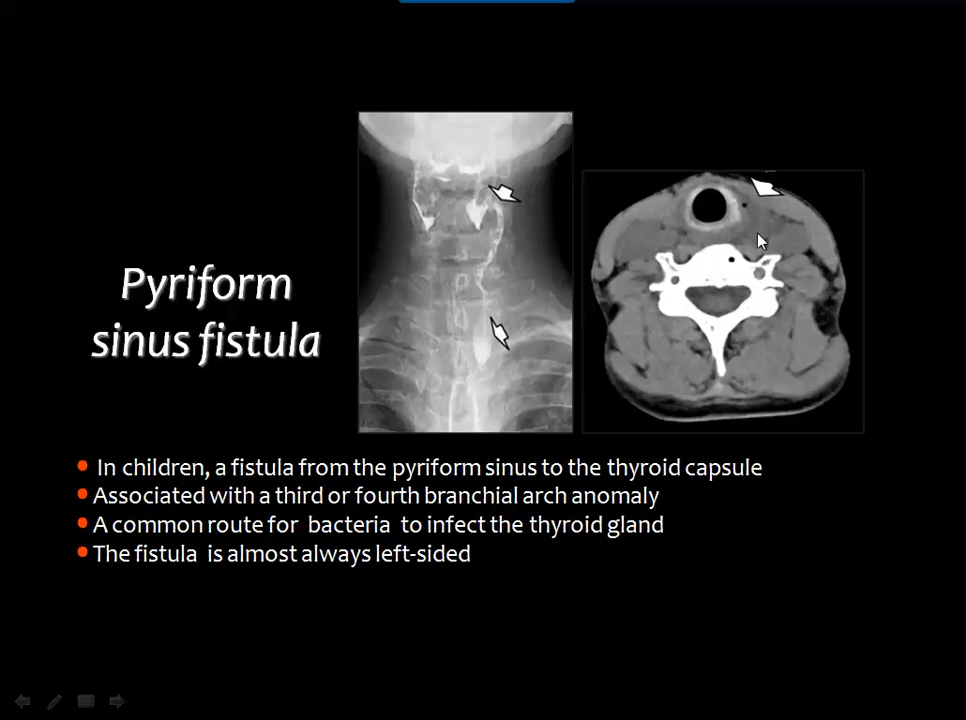 Pyriform
sinus fistula
• In children, a fistula from the pyriform sinus to the thyroid capsule
• Associated with a third or fourth branchial arch anomaly
• A common route for bacteria to infect the thyroid gland
• The fistula is almost always left-sided